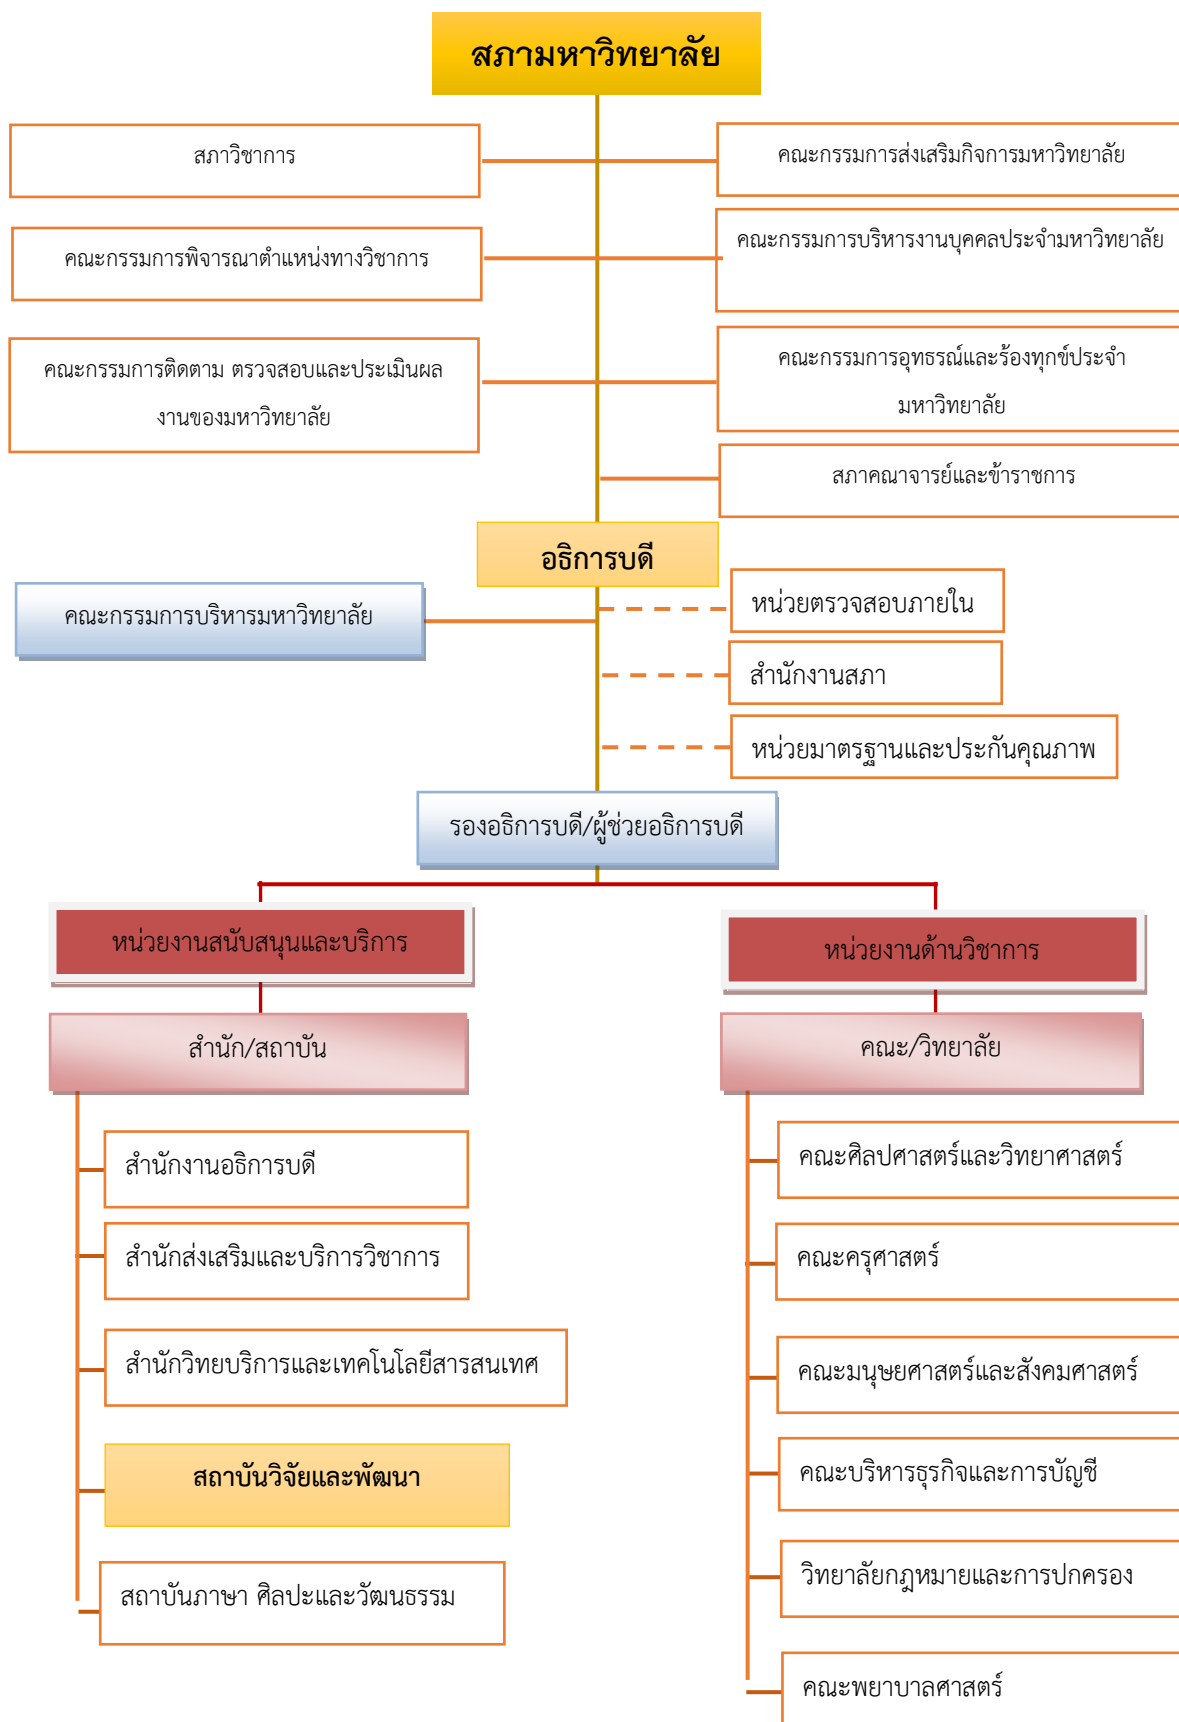 สภามหาวิทยาลัย
สภาวิชาการ
คณะกรรมการส่งเสริมกิจการมหาวิทยาลัย
คณะกรรมการพิจารณาตำแหน่งทางวิชาการ
คณะกรรมการบริหารงานบุคคลประจำมหาวิทยาลัย
คณะกรรมการติดตาม ตรวจสอบและประเมินผล
งานของมหาวิทยาลัย
คณะกรรมการอุทธรณ์และร้องทุกข์ประจำ
มหาวิทยาลัย
สภาคณาจารย์และข้าราชการ
อธิการบดี
คณะกรรมการบริหารมหาวิทยาลัย
หน่วยตรวจสอบภายใน
สำนักงานสภา
หน่วยมาตรฐานและประกันคุณภาพ
รองอธิการบดี/ผู้ช่วยอธิการบดี
หน่วยงานสนับสนุนและบริการ
สำนัก/สถาบัน
สำนักงานอธิการบดี
สำนักส่งเสริมและบริการวิชาการ
สำนักวิทยบริการและเทคโนโลยีสารสนเทศ
สถาบันวิจัยและพัฒนา
สถาบันภาษา ศิลปะและวัฒนธรรม
หน่วยงานด้านวิชาการ
คณะ/วิทยาลัย
คณะศิลปศาสตร์และวิทยาศาสตร์
คณะครุศาสตร์
คณะมนุษยศาสตร์และสังคมศาสตร์
คณะบริหารธุรกิจและการบัญชี
วิทยาลัยกฎหมายและการปกครอง
คณะพยาบาลศาสตร์